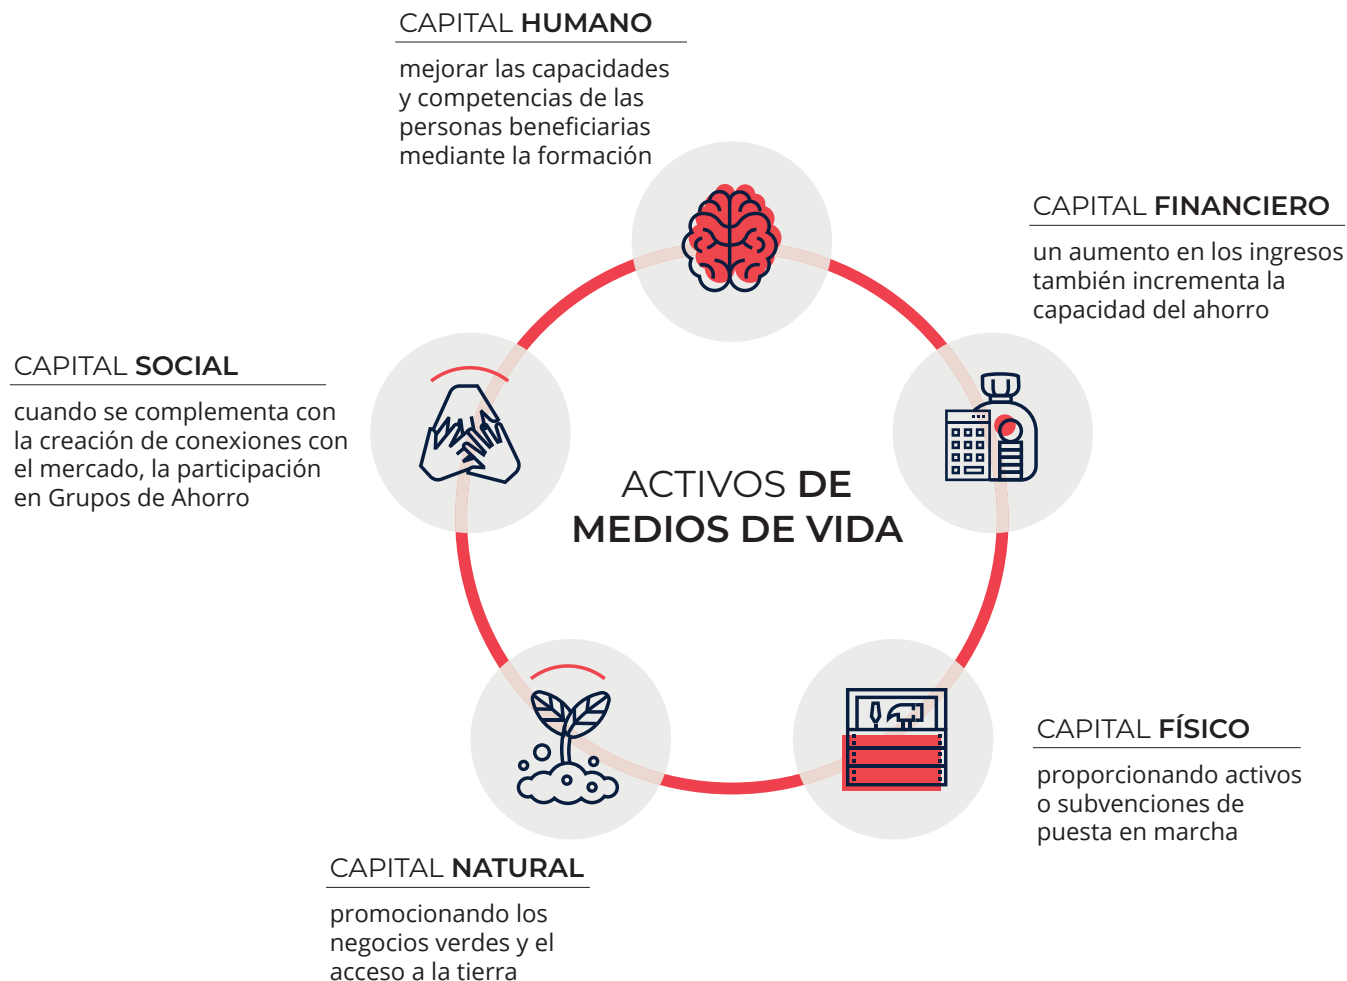 CAPITAL HUMANO
mejorar las capacidades
y competencias de las
personas beneficiarias
mediante la formación
CAPITAL FINANCIERO
un aumento en los ingresos
también incrementa la
capacidad del ahorro
CAPITAL SOCIAL
cuando se complementa con
la creación de conexiones con
el mercado, la participación
en Grupos de Ahorro
ACTIVOS DE
MEDIOS DE VIDA
CAPITAL FÍSICO
proporcionando activos
o subvenciones de
puesta en marcha
CAPITAL NATURAL
promocionando los
negocios verdes y el
acceso a la tierra